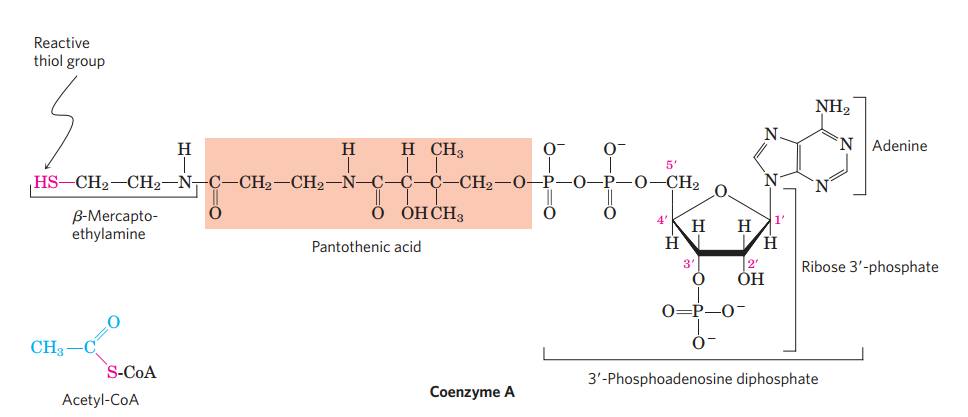 Reactive
thiol group
NH₂
H H H CH₃ O⁻ O⁻ N N Adenine
5′
HS—CH₂—CH₂—N—C—CH₂—CH₂—N—C—C—C—CH₂—O—P—O—P—O—CH₂ O N N
β-Mercapto-
ethylamine
O O OH CH₃ O O 4′ H H 1′
H H
Pantothenic acid
3′ 2′ Ribose 3′-phosphate
O OH
O=P—O⁻
O⁻
O
CH₃—C
S-CoA
Acetyl-CoA
Coenzyme A
3′-Phosphoadenosine diphosphate